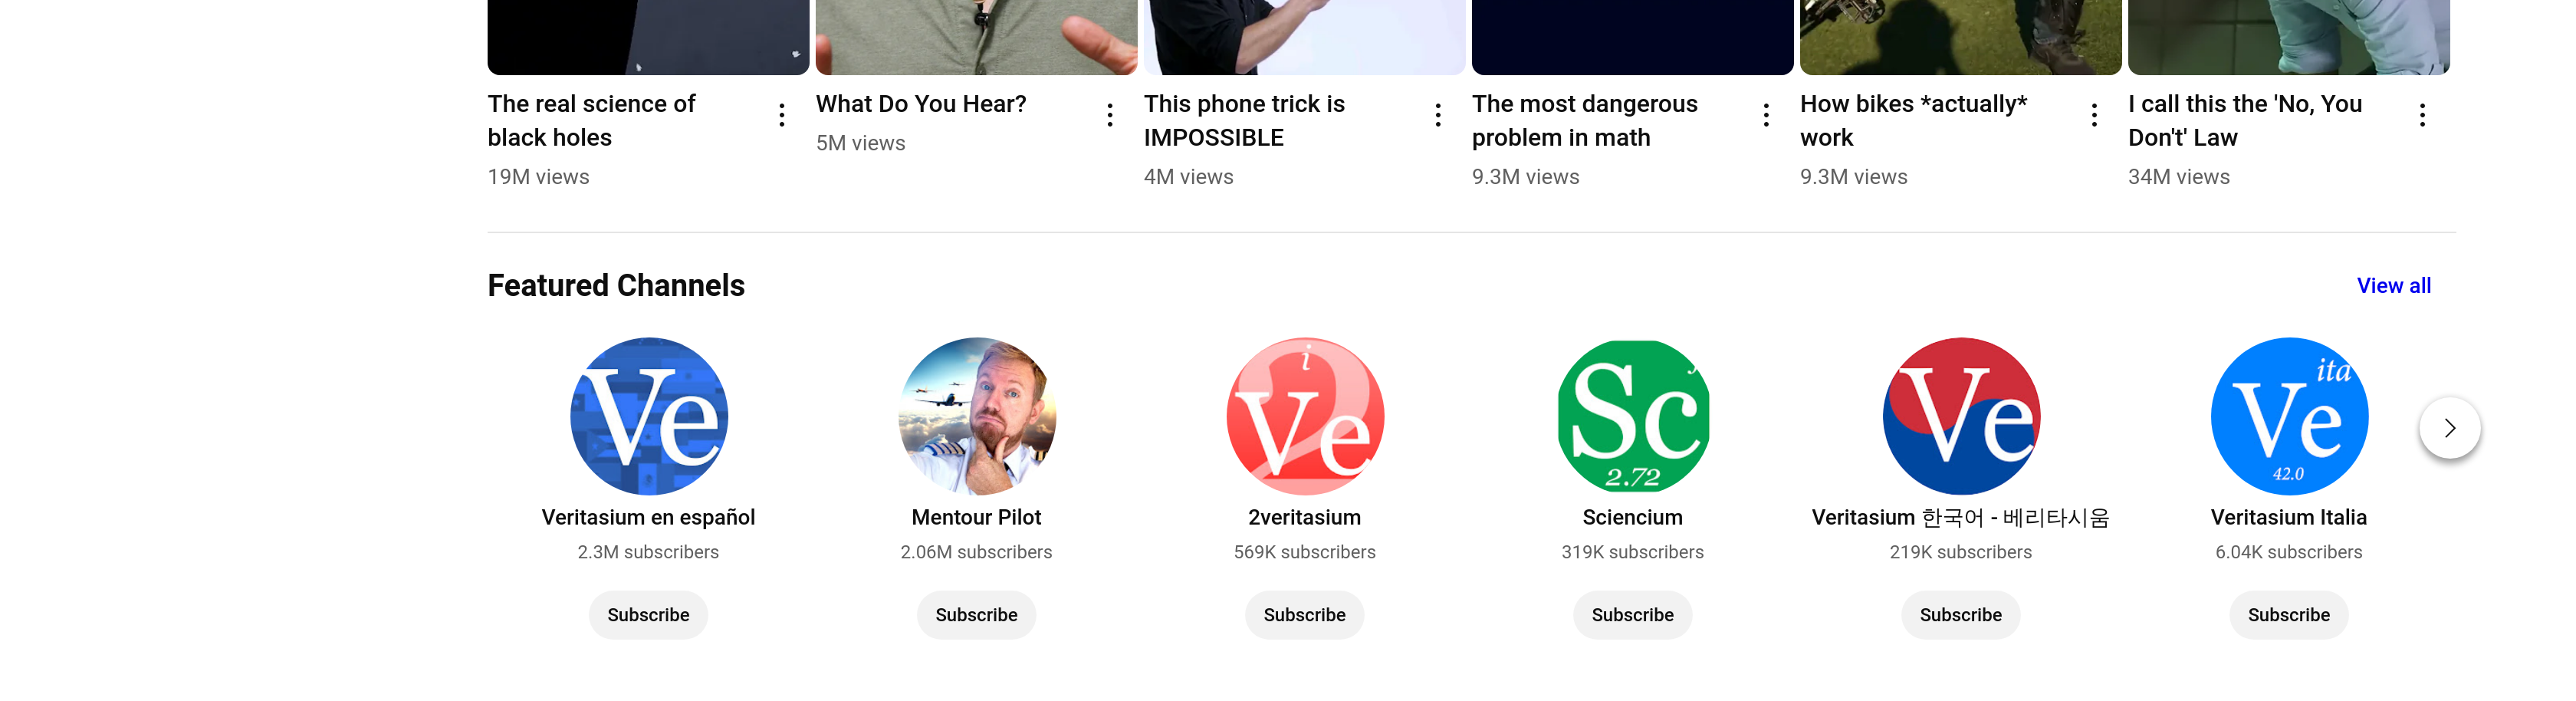 The real science of
black holes
19M views
What Do You Hear?
5M views
This phone trick is
IMPOSSIBLE
4M views
The most dangerous
problem in math
9.3M views
How bikes *actually*
work
9.3M views
I call this the 'No, You
Don't' Law
34M views
Featured Channels
View all
Ve
Veritasium en español
2.3M subscribers
Subscribe
Mentour Pilot
2.06M subscribers
Subscribe
i
2
Ve
2veritasium
569K subscribers
Subscribe
Sc
2.72
Sciencium
319K subscribers
Subscribe
Ve
Veritasium 한국어 - 베리타시움
219K subscribers
Subscribe
ita
Ve
42.0
Veritasium Italia
6.04K subscribers
Subscribe